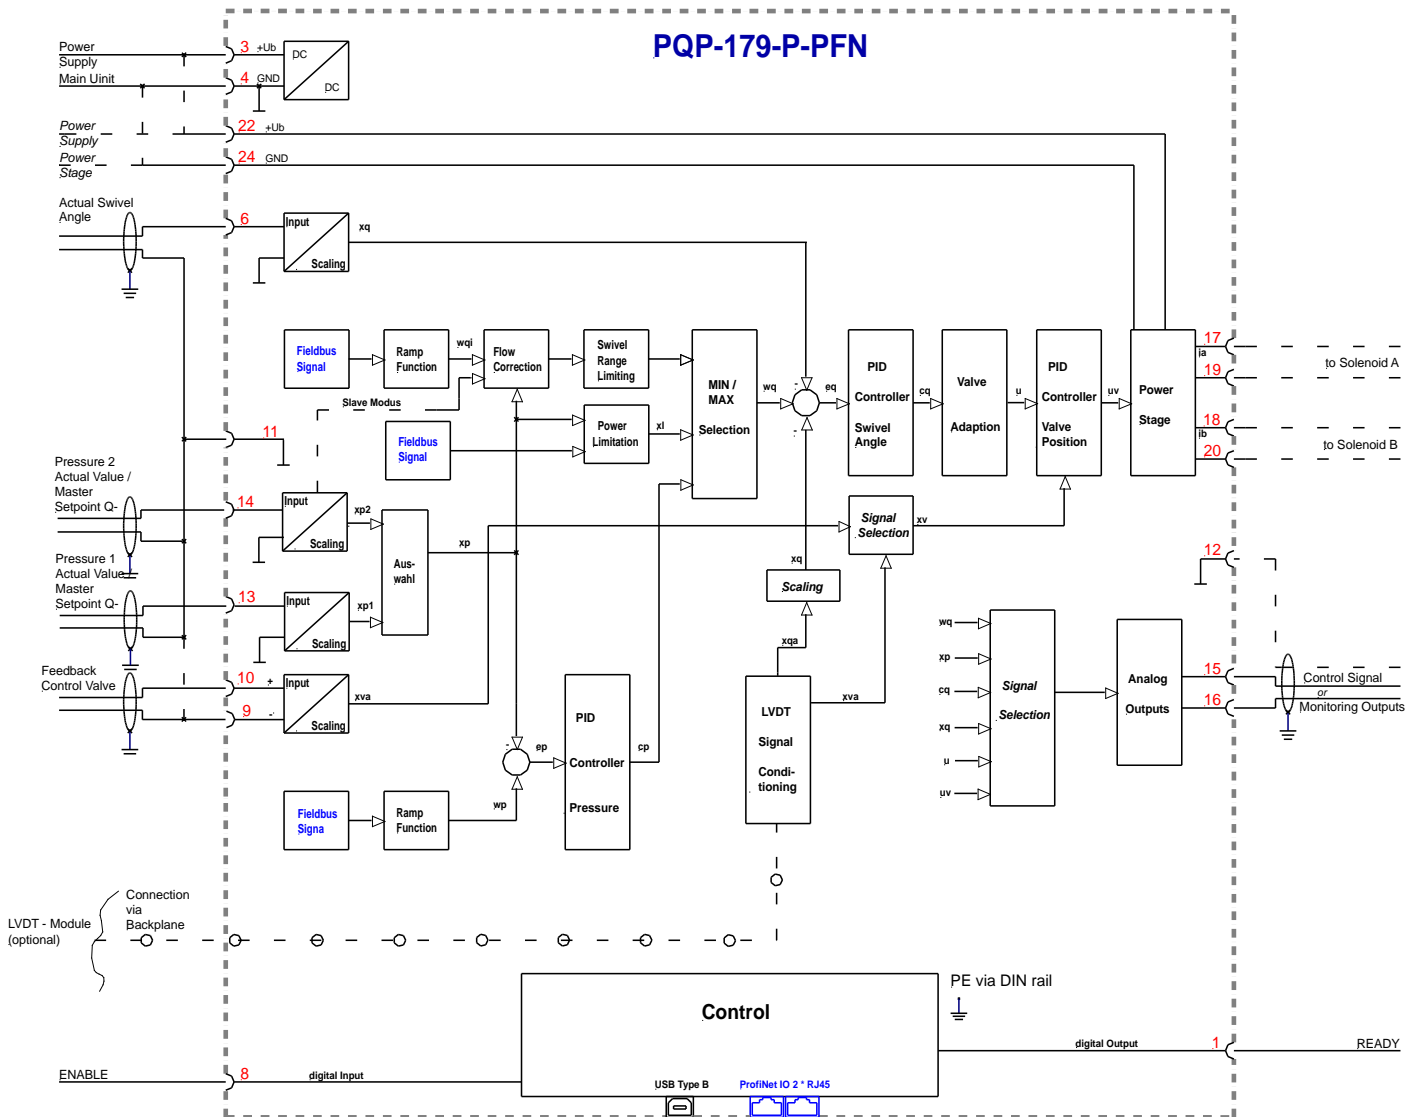 PQP-179-P-PFN
Power
Supply
Main Uinit
3
+Ub
4
GND
DC
DC
Power
Supply
22
+Ub
Power
Stage
24
GND
Actual Swivel
Angle
6
Input
Scaling
xq
Fieldbus
Signal
Ramp
Function
wqi
Flow
Correction
Swivel
Range
Limiting
MIN /
MAX
Selection
wq
-
-
eq
PID
Controller
Swivel
Angle
cq
Valve
Adaption
u
PID
Controller
Valve
Position
uv
Power
Stage
17
ia
19
to Solenoid A
18
ib
20
to Solenoid B
Slave Modus
Fieldbus
Signal
Power
Limitation
xl
11
Pressure 2
Actual Value /
Master
Setpoint Q-
14
Input
Scaling
xp2
Aus-
wahl
xp
Signal
Selection
xv
Pressure 1
Actual Value
Master
Setpoint Q-
13
Input
Scaling
xp1
xq
Scaling
xqa
12
Feedback
Control Valve
10
+
9
-
Input
Scaling
xva
LVDT
Signal
Condi-
tioning
xva
wq
xp
cq
xq
u
uv
Signal
Selection
Analog
Outputs
15
16
Control Signal
or
Monitoring Outputs
-
ep
PID
Controller
Pressure
cp
Fieldbus
Signa
Ramp
Function
wp
Connection
via
Backplane
LVDT - Module
(optional)
Control
PE via DIN rail
digital Output
1
READY
ENABLE
8
digital Input
USB Type B
ProfiNet IO 2 * RJ45